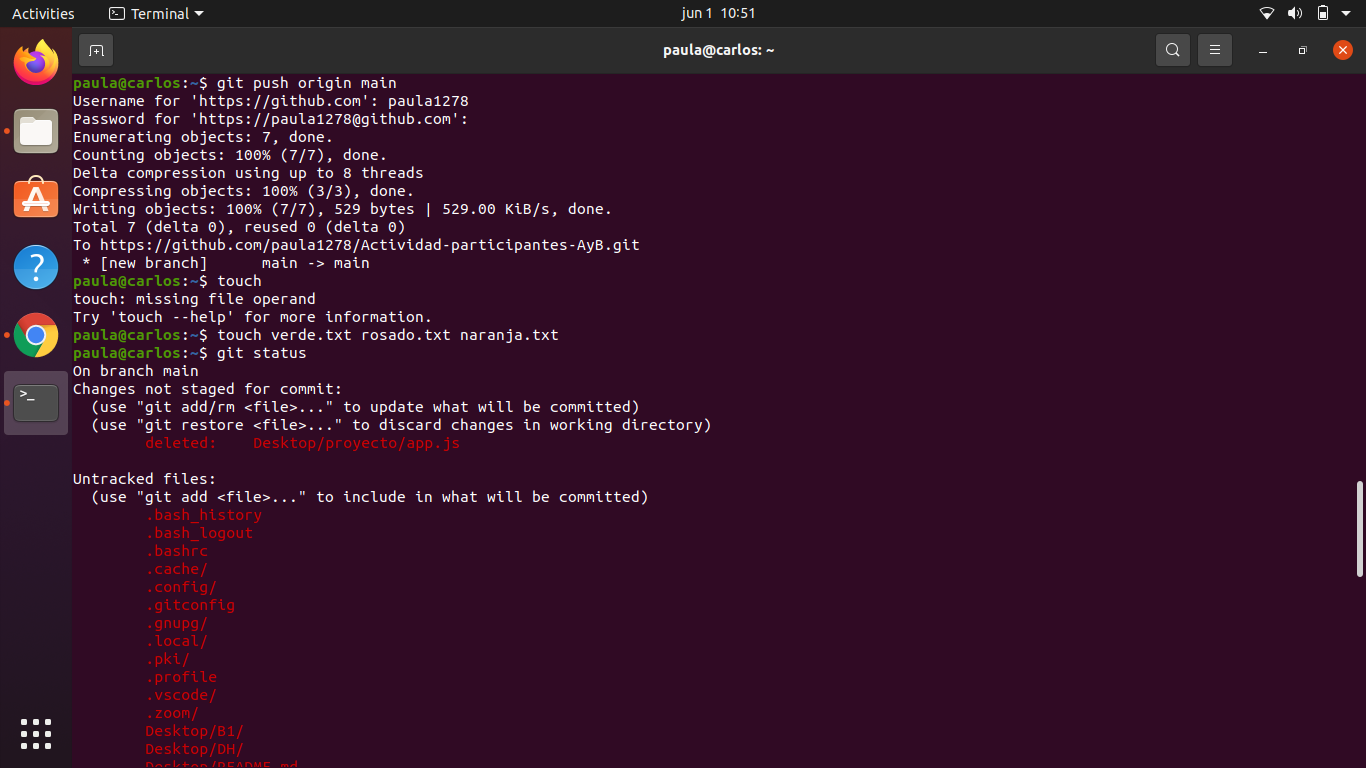 Activities
Terminal
jun 1 10:51
paula@carlos: ~
paula@carlos:~$ git push origin main
Username for 'https://github.com': paula1278
Password for 'https://paula1278@github.com':
Enumerating objects: 7, done.
Counting objects: 100% (7/7), done.
Delta compression using up to 8 threads
Compressing objects: 100% (3/3), done.
Writing objects: 100% (7/7), 529 bytes | 529.00 KiB/s, done.
Total 7 (delta 0), reused 0 (delta 0)
To https://github.com/paula1278/Actividad-participantes-AyB.git
 * [new branch]      main -> main
paula@carlos:~$ touch
touch: missing file operand
Try 'touch --help' for more information.
paula@carlos:~$ touch verde.txt rosado.txt naranja.txt
paula@carlos:~$ git status
On branch main
Changes not staged for commit:
  (use "git add/rm <file>..." to update what will be committed)
  (use "git restore <file>..." to discard changes in working directory)
        deleted:    Desktop/proyecto/app.js
Untracked files:
  (use "git add <file>..." to include in what will be committed)
        .bash_history
        .bash_logout
        .bashrc
        .cache/
        .config/
        .gitconfig
        .gnupg/
        .local/
        .pki/
        .profile
        .vscode/
        .zoom/
        Desktop/B1/
        Desktop/DH/
        Desktop/README.md